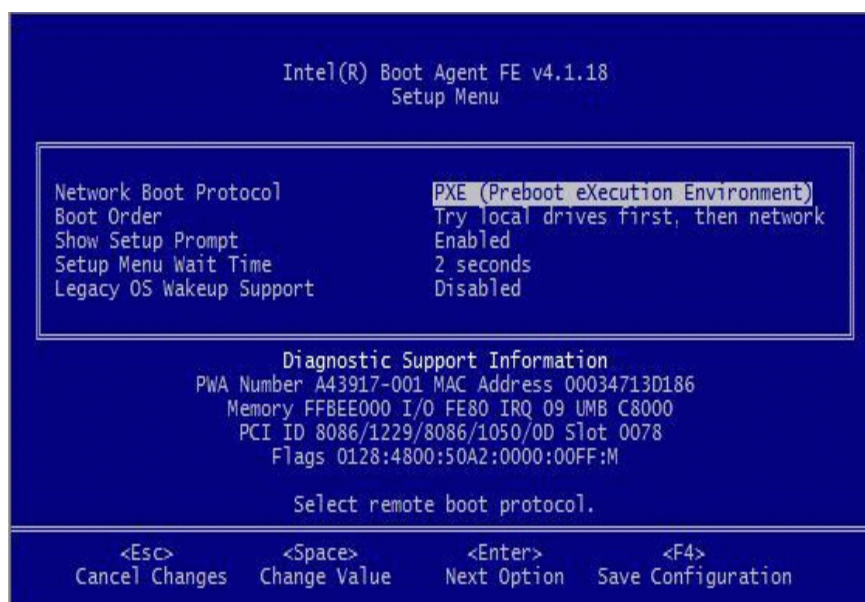 Intel(R) Boot Agent FE v4.1.18
Setup Menu
Network Boot Protocol PXE (Preboot eXecution Environment)
Boot Order Try local drives first, then network
Show Setup Prompt Enabled
Setup Menu Wait Time 2 seconds
Legacy OS Wakeup Support Disabled
Diagnostic Support Information
PWA Number A43917-001 MAC Address 00034713D186
Memory FFBEE000 I/O FE80 IRQ 09 UMB C8000
PCI ID 8086/1229/8086/1050/0D Slot 0078
Flags 0128:4800:50A2:0000:00FF:M
Select remote boot protocol.
<Esc> <Space> <Enter> <F4>
Cancel Changes Change Value Next Option Save Configuration